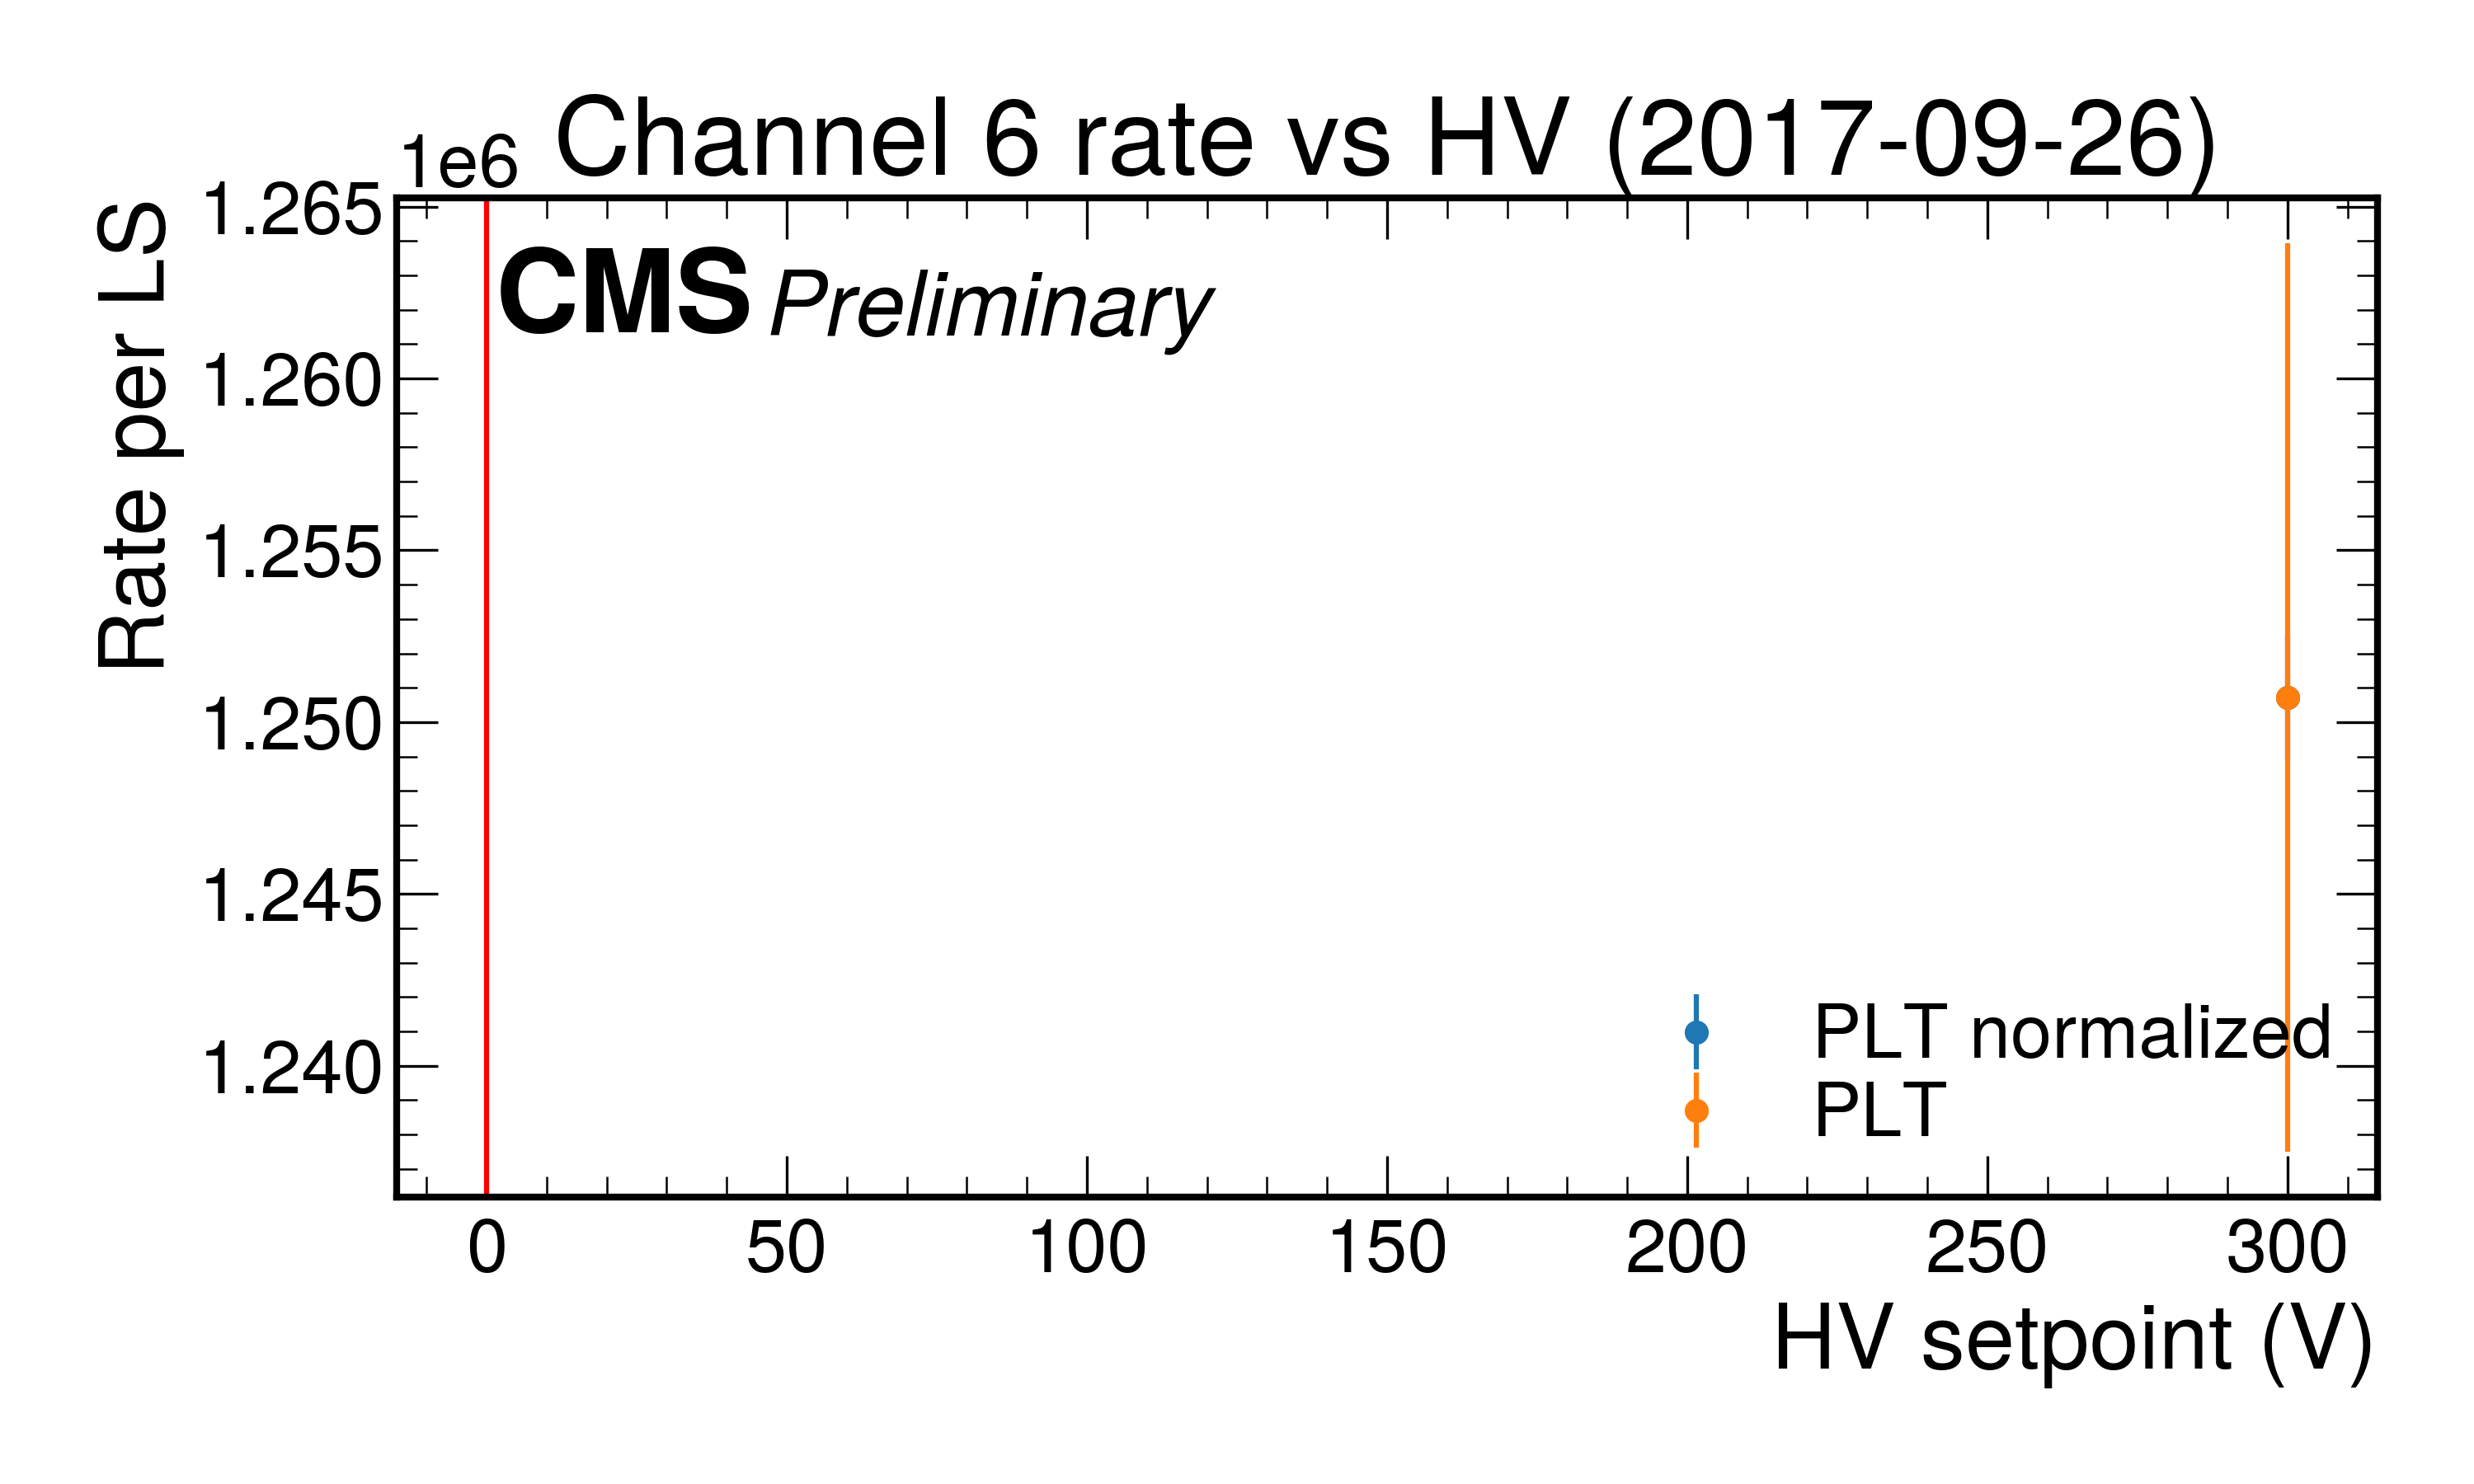 Channel 6 rate vs HV (2017-09-26)
1e6
CMS Preliminary
Rate per LS
1.265
1.260
1.255
1.250
1.245
1.240
PLT normalized
PLT
0 50 100 150 200 250 300
HV setpoint (V)